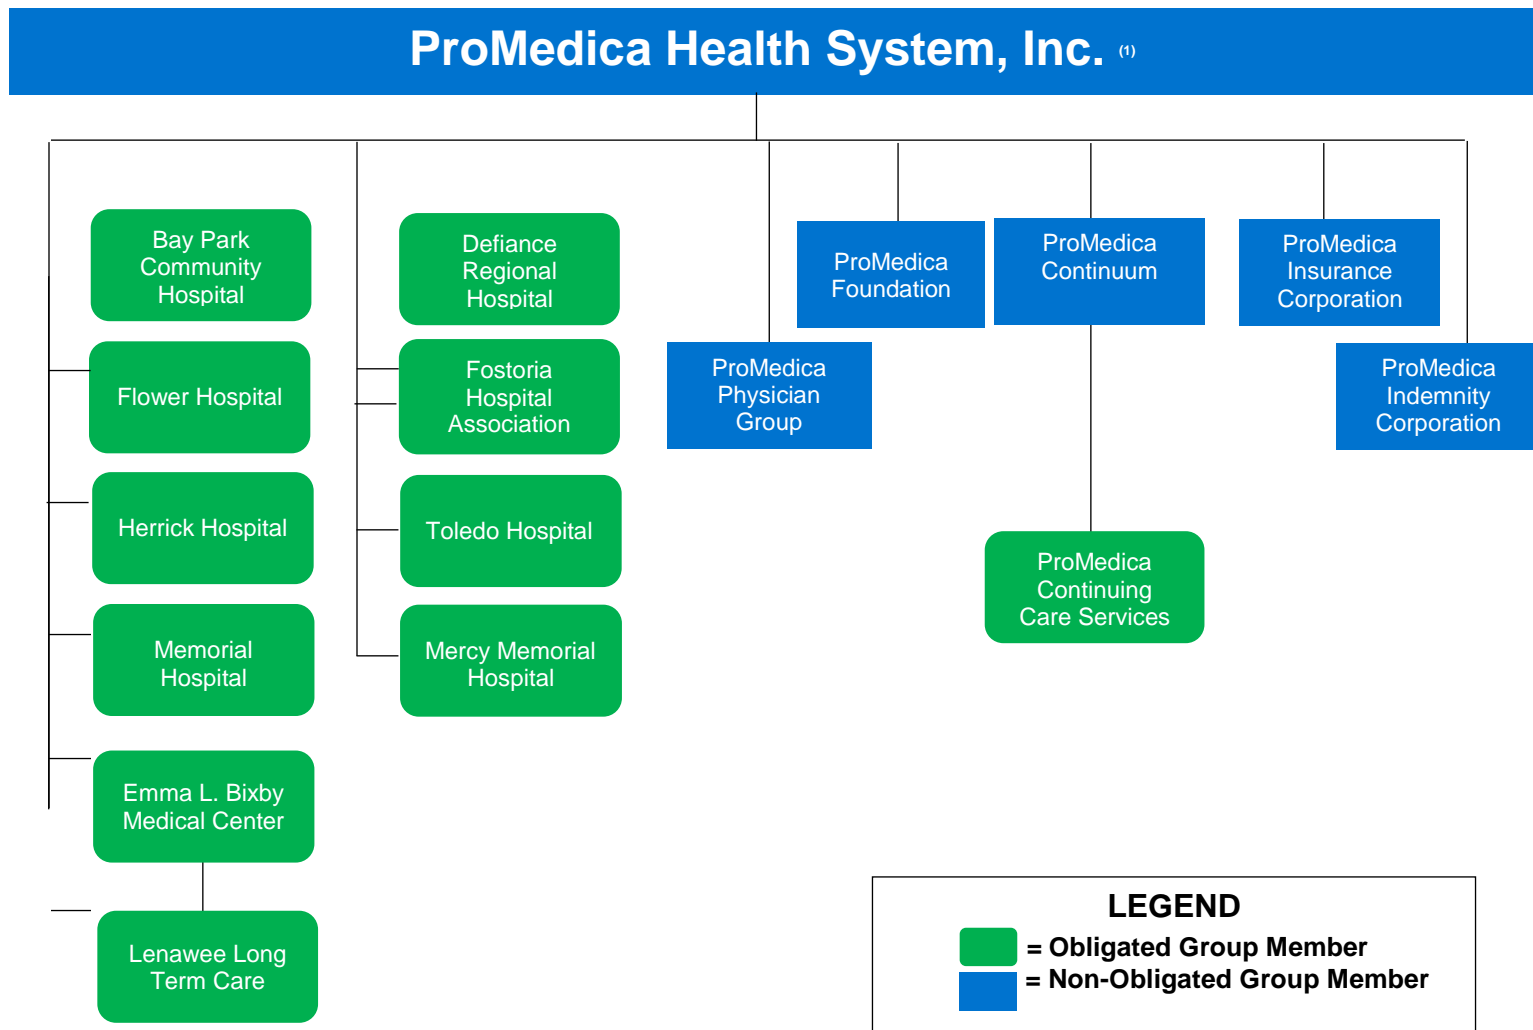 ProMedica Health System, Inc. (1)
Bay Park
Community
Hospital
Flower Hospital
Herrick Hospital
Memorial
Hospital
Emma L. Bixby
Medical Center
Lenawee Long
Term Care
Defiance
Regional
Hospital
Fostoria
Hospital
Association
Toledo Hospital
Mercy Memorial
Hospital
ProMedica
Physician
Group
ProMedica
Foundation
ProMedica
Continuum
ProMedica
Continuing
Care Services
ProMedica
Insurance
Corporation
ProMedica
Indemnity
Corporation
LEGEND
= Obligated Group Member
= Non-Obligated Group Member